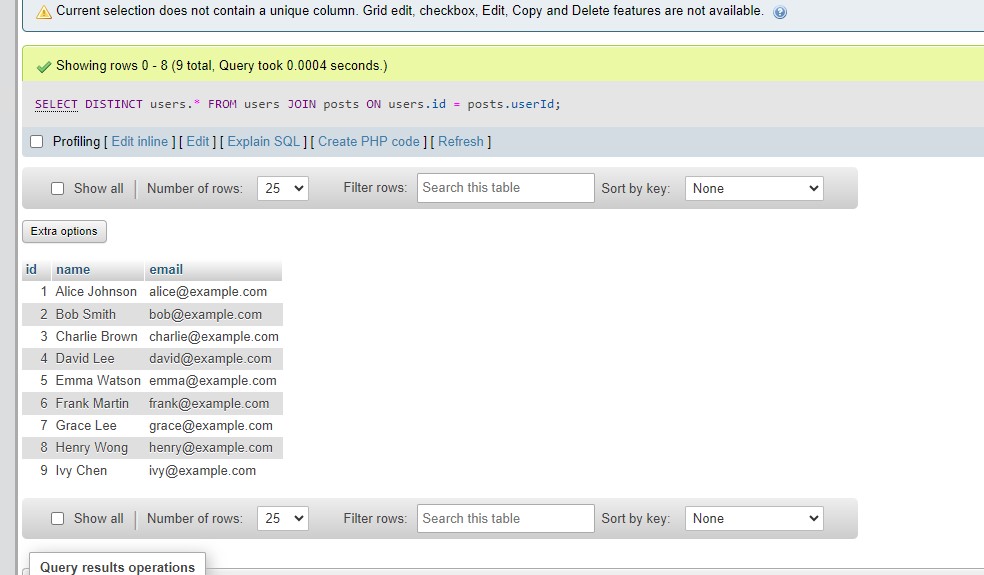 Current selection does not contain a unique column. Grid edit, checkbox, Edit, Copy and Delete features are not available.
Showing rows 0 - 8 (9 total, Query took 0.0004 seconds.)
SELECT DISTINCT users.* FROM users JOIN posts ON users.id = posts.userId;
Profiling [ Edit inline ] [ Edit ] [ Explain SQL ] [ Create PHP code ] [ Refresh ]
Show all Number of rows: 25 Filter rows: Search this table Sort by key: None
Extra options
id name email
1 Alice Johnson alice@example.com
2 Bob Smith bob@example.com
3 Charlie Brown charlie@example.com
4 David Lee david@example.com
5 Emma Watson emma@example.com
6 Frank Martin frank@example.com
7 Grace Lee grace@example.com
8 Henry Wong henry@example.com
9 Ivy Chen ivy@example.com
Show all Number of rows: 25 Filter rows: Search this table Sort by key: None
Query results operations